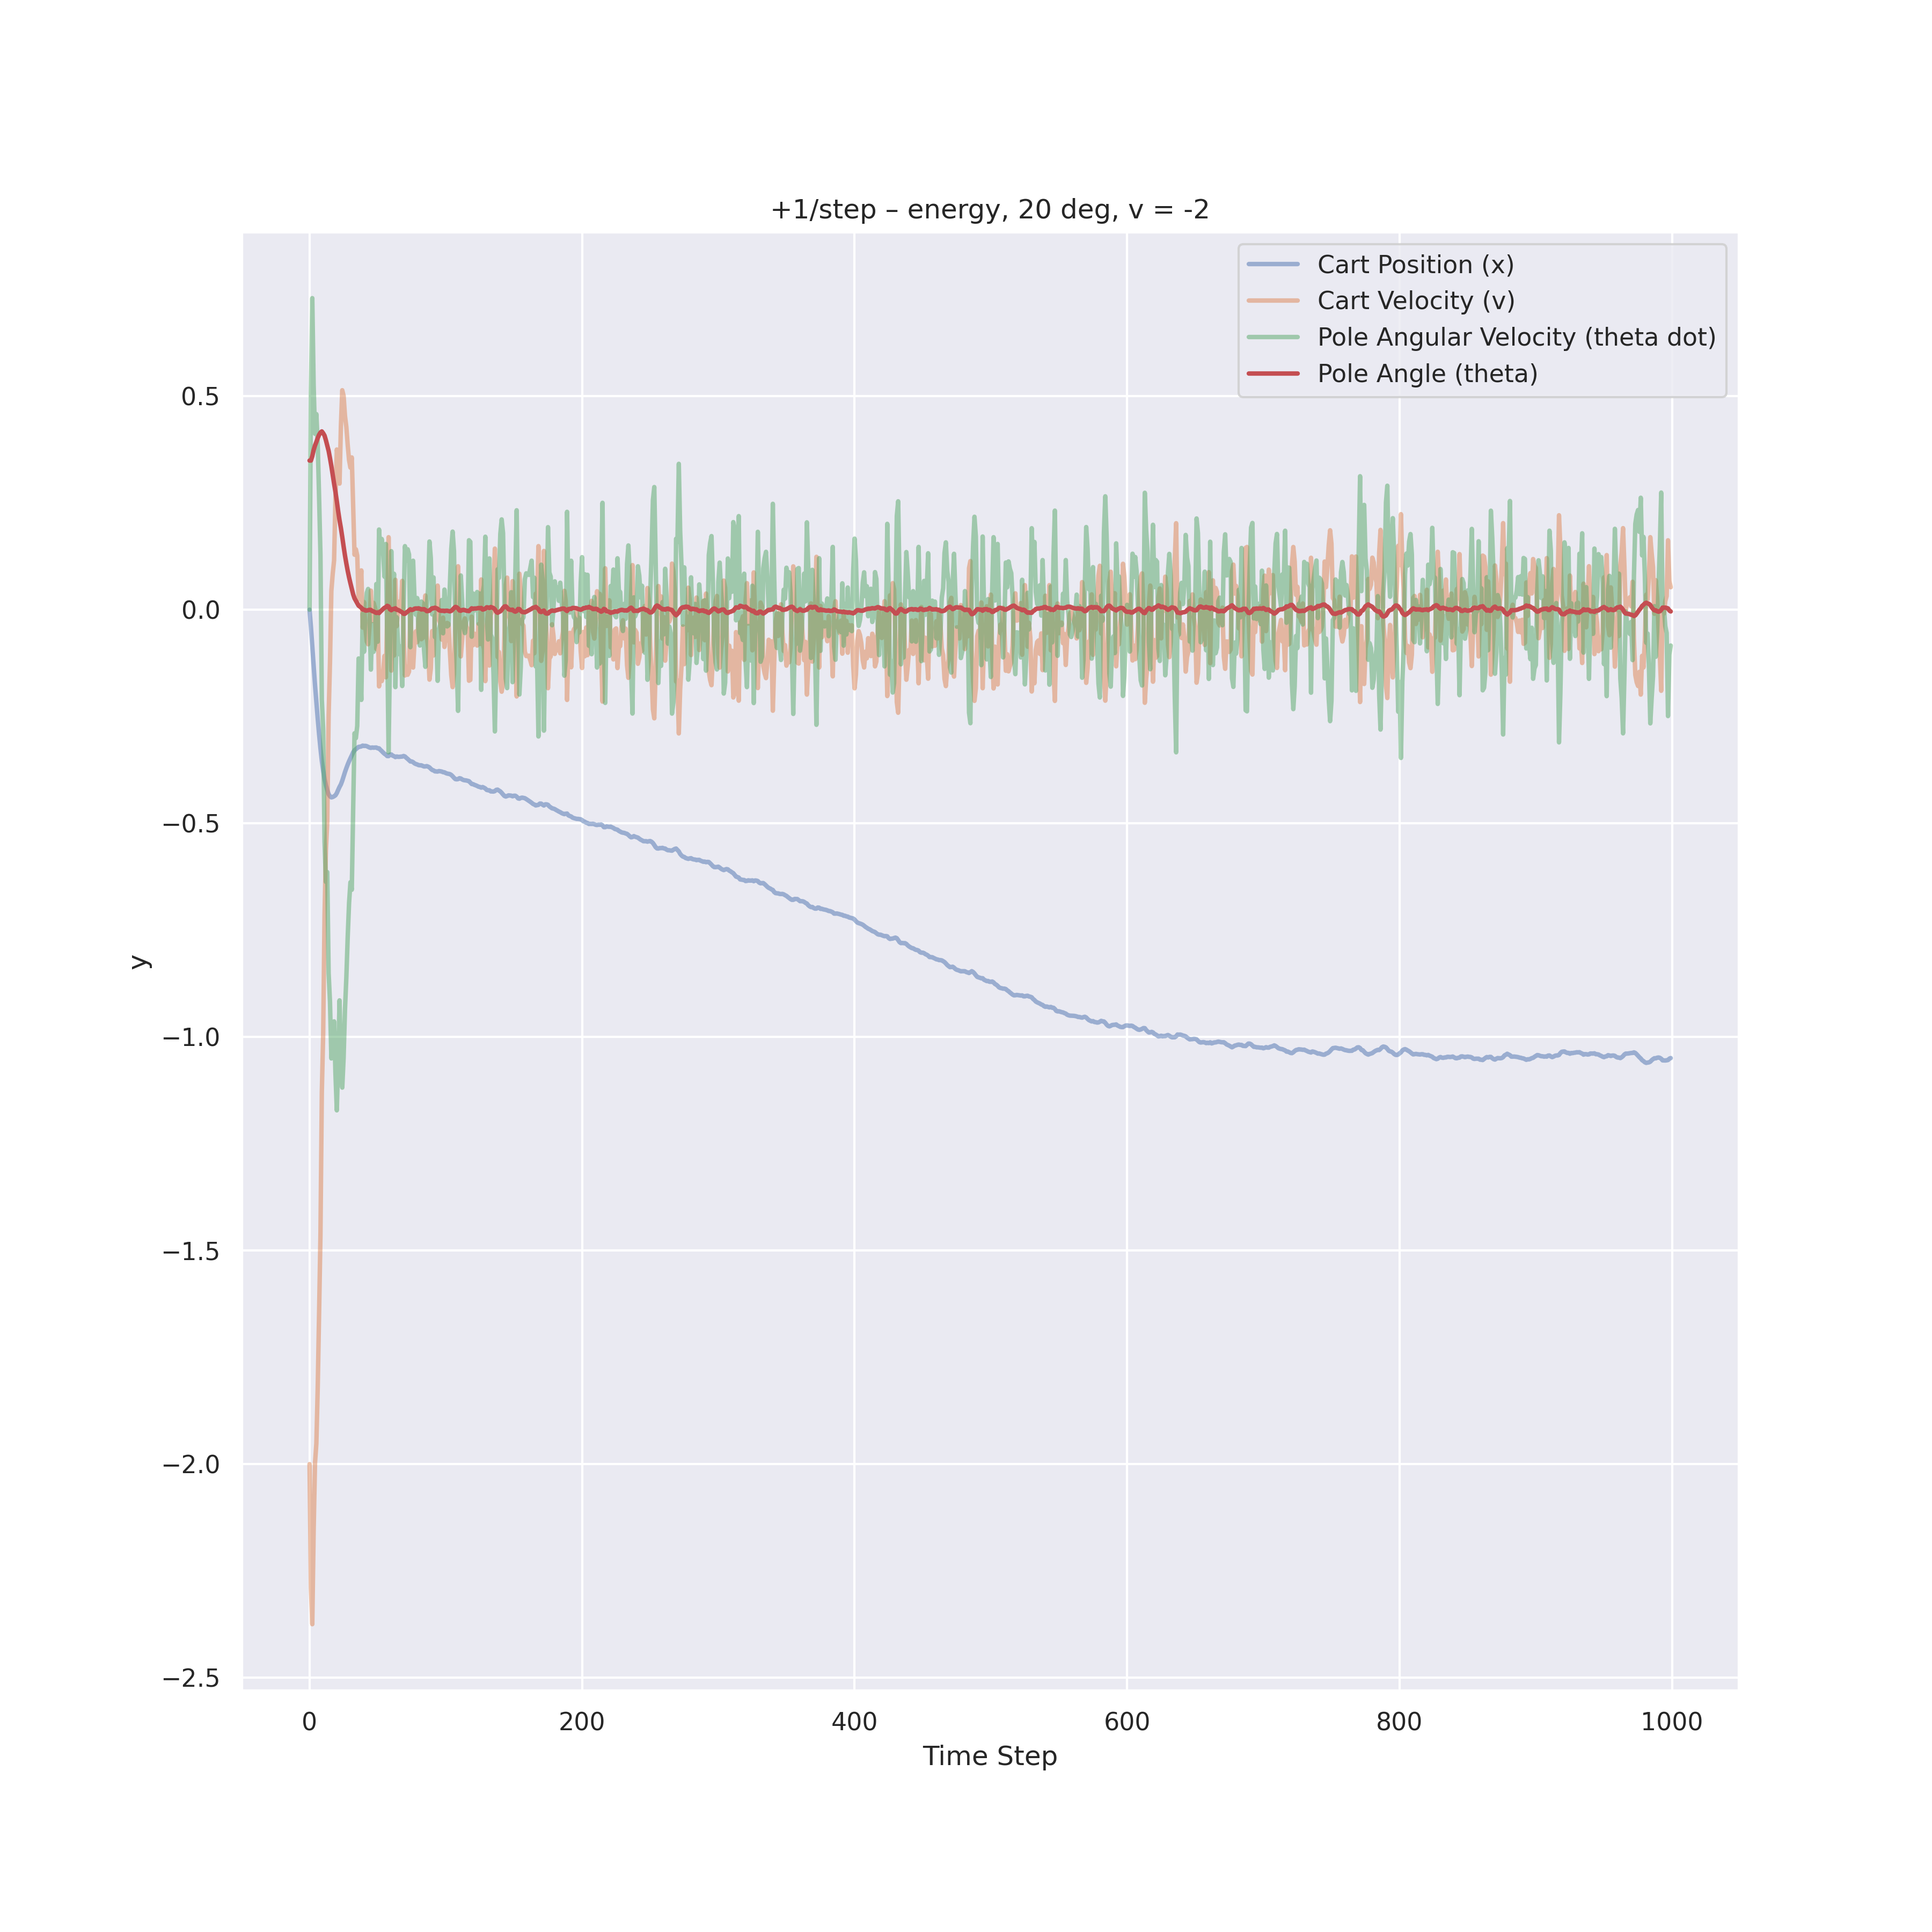 +1/step – energy, 20 deg, v = -2
Cart Position (x)
Cart Velocity (v)
Pole Angular Velocity (theta dot)
Pole Angle (theta)
0.5
0.0
−0.5
−1.0
−1.5
−2.0
−2.5
y
0 200 400 600 800 1000
Time Step